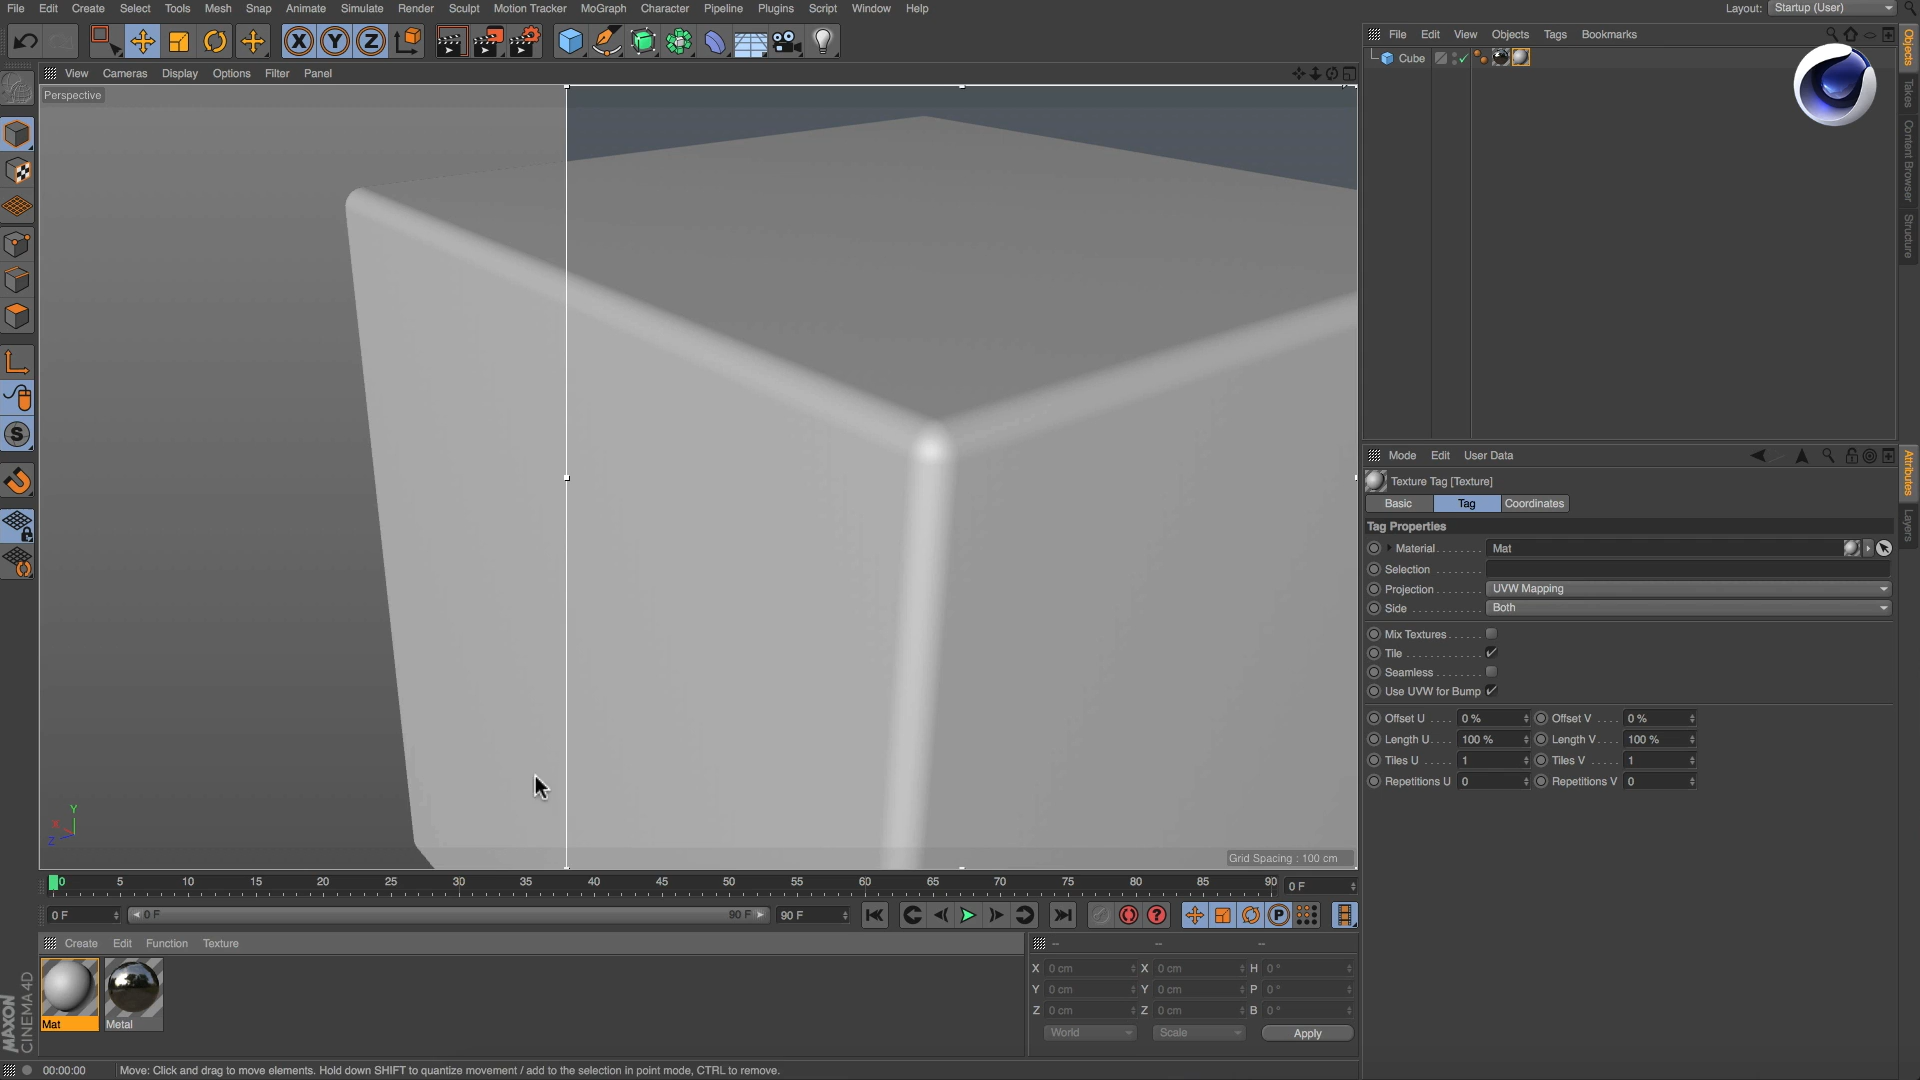 File Edit Create Select Tools Mesh Snap Animate Simulate Render Sculpt Motion Tracker MoGraph Character Pipeline Plugins Script Window Help
Layout: Startup (User)
X Y Z
File Edit View Objects Tags Bookmarks
Cube
Objects
Takes
Content Browser
Structure
View Cameras Display Options Filter Panel
Perspective
Mode Edit User Data
Attributes
Layers
Texture Tag [Texture]
Basic Tag Coordinates
Tag Properties
Material Mat
Selection
Projection UVW Mapping
Side Both
Mix Textures
Tile
Seamless
Use UVW for Bump
Offset U 0 % Offset V 0 %
Length U 100 % Length V 100 %
Tiles U 1 Tiles V 1
Repetitions U 0 Repetitions V 0
Y
X
Z
Grid Spacing : 100 cm
0 5 10 15 20 25 30 35 40 45 50 55 60 65 70 75 80 85 90 0 F
0 F 0 F 90 F 90 F
Create Edit Function Texture
-- -- --
X 0 cm X 0 cm H 0 °
Y 0 cm Y 0 cm P 0 °
Z 0 cm Z 0 cm B 0 °
World Scale Apply
Mat Metal
MAXON
CINEMA 4D
00:00:00 Move: Click and drag to move elements. Hold down SHIFT to quantize movement / add to the selection in point mode, CTRL to remove.